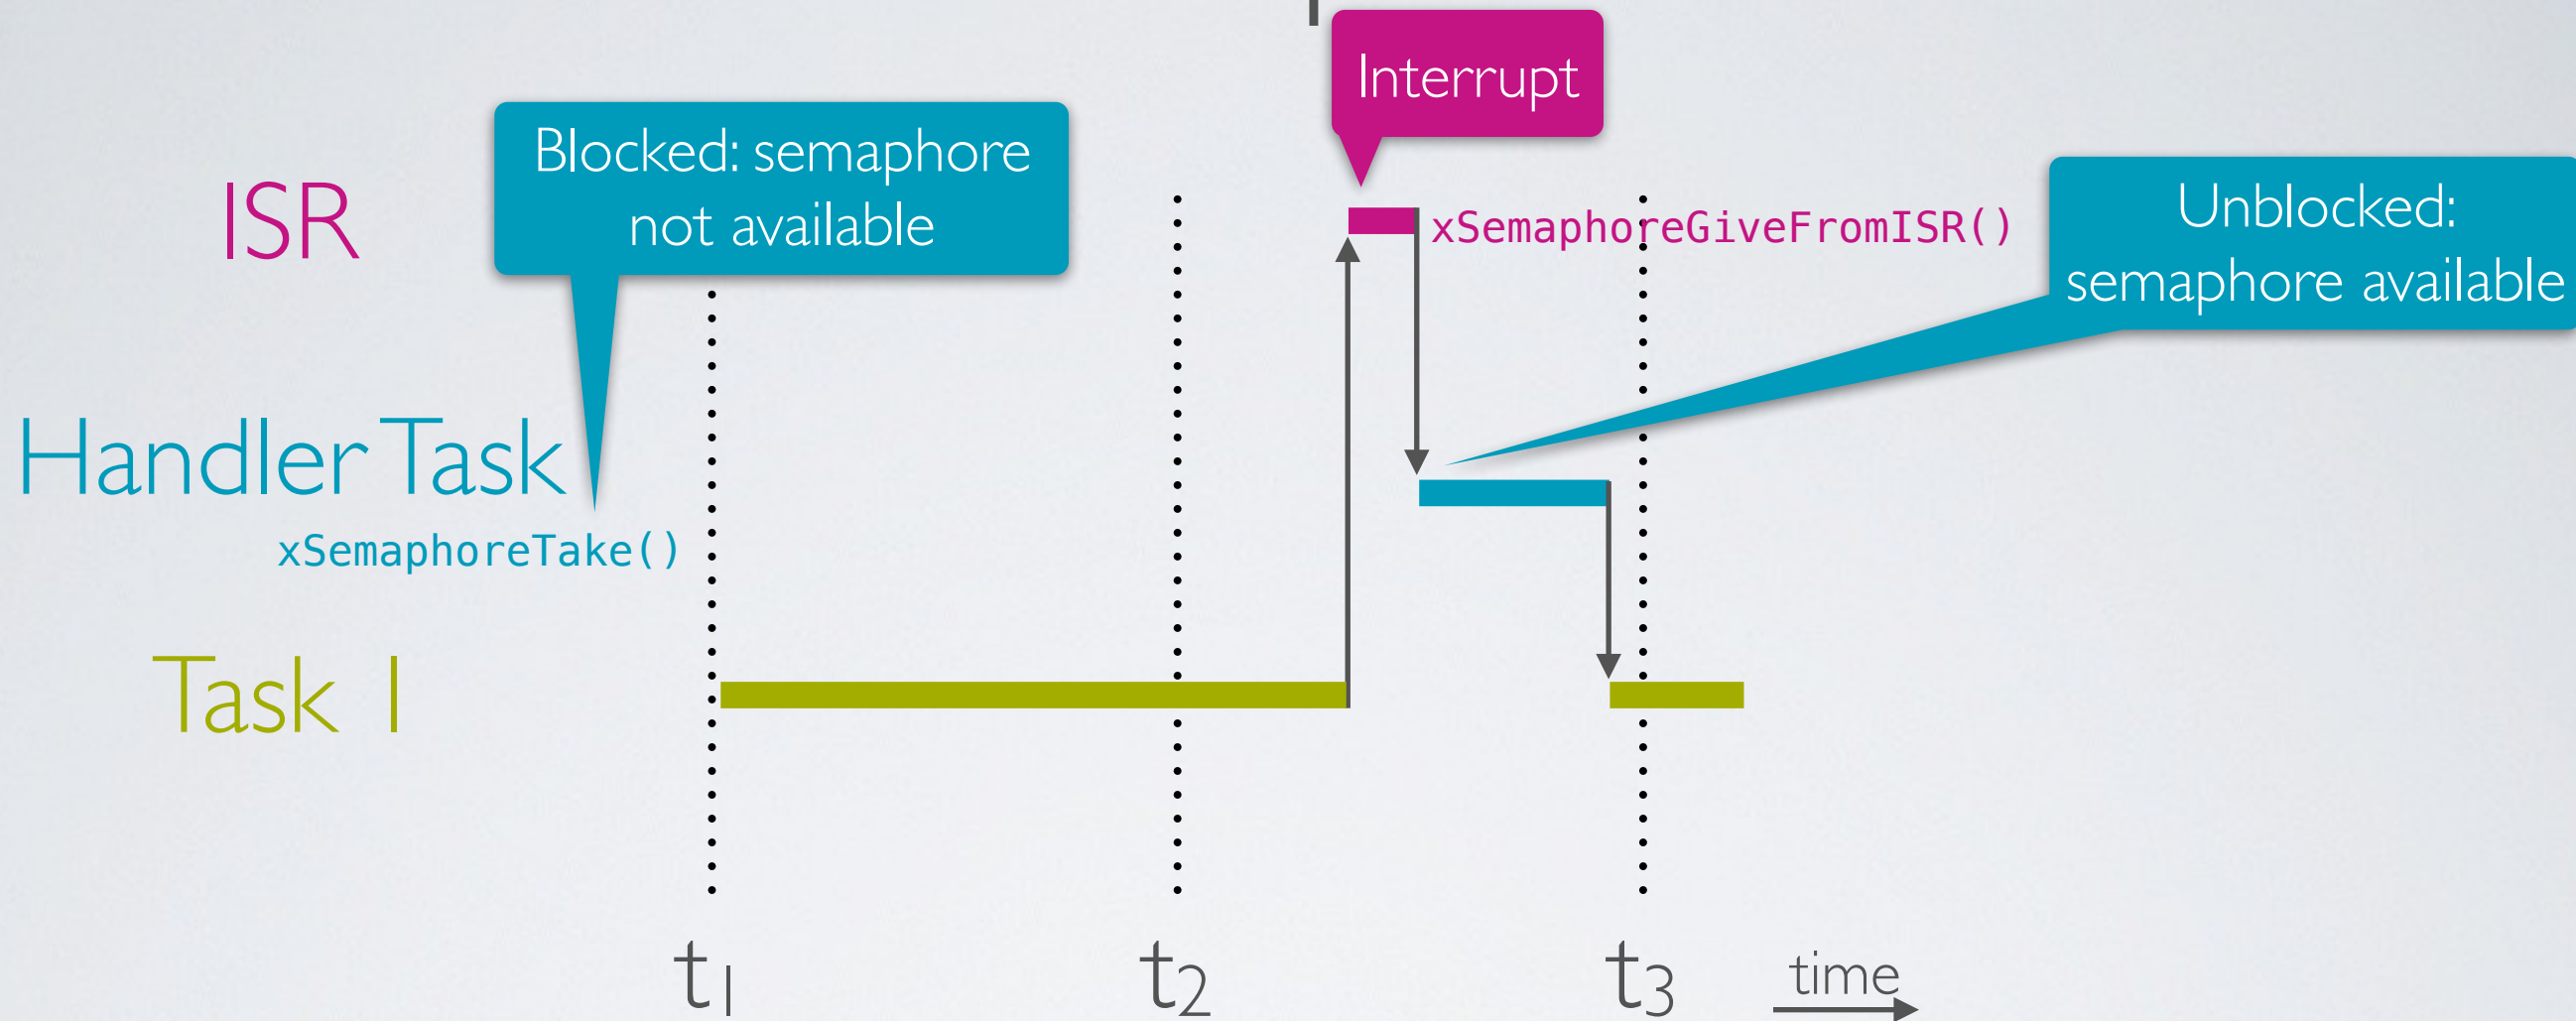 Interrupt
Blocked: semaphore
not available
ISR
xSemaphoreGiveFromISR()
Unblocked:
semaphore available
Handler Task
xSemaphoreTake()
Task 1
t1
t2
t3
time